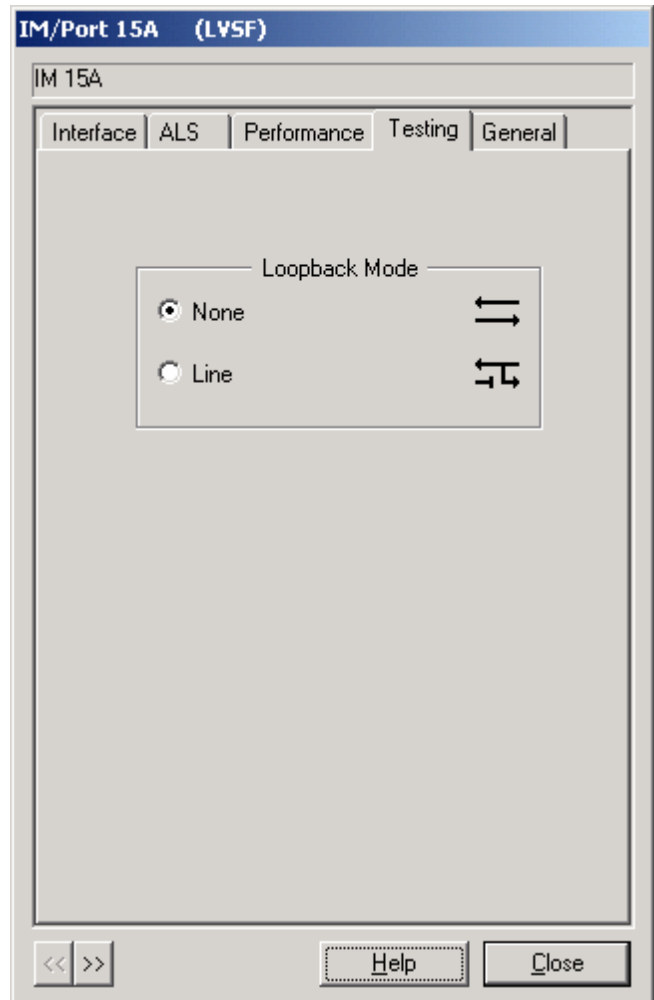 IM/Port 15A (LVSF)
IM 15A
Interface ALS Performance Testing General
Loopback Mode
None
Line
<< >> Help Close